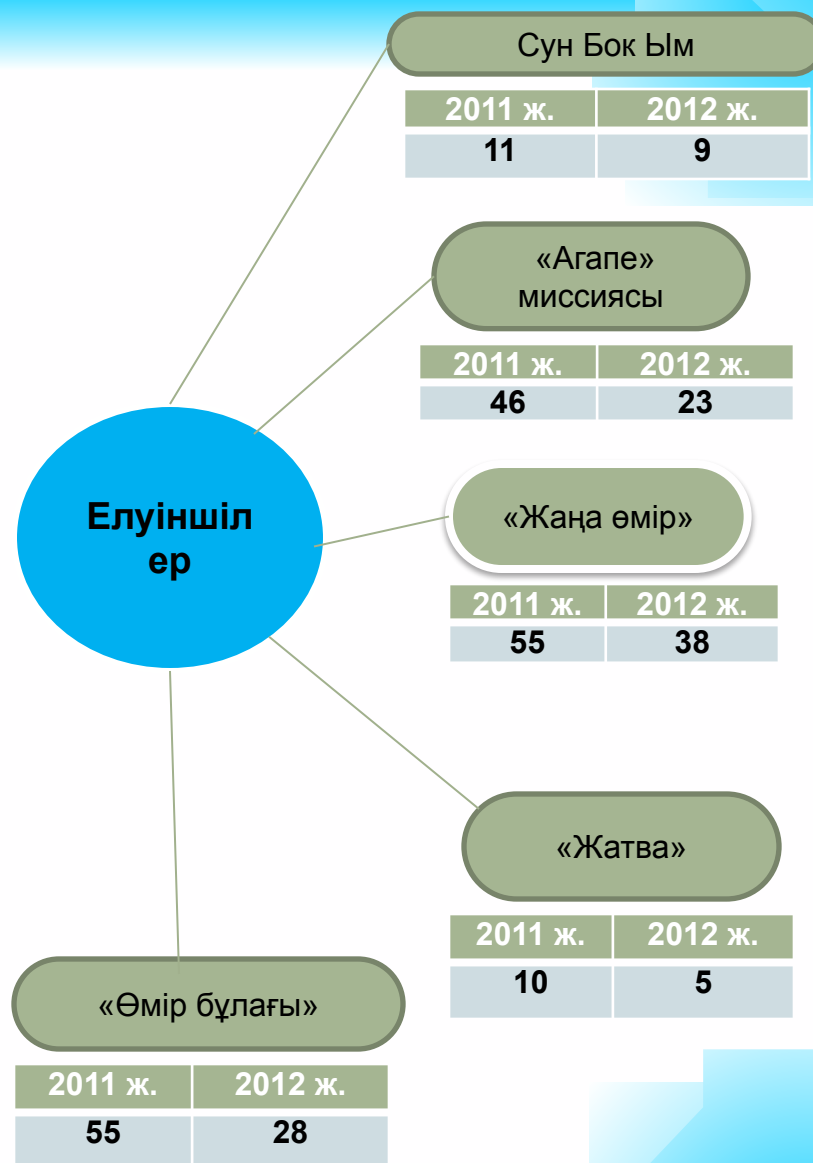 Сун Бок Ым
2011 ж. 2012 ж.
11 9
«Агапе»
миссиясы
2011 ж. 2012 ж.
46 23
Елуіншіл
ер
«Жаңа өмір»
2011 ж. 2012 ж.
55 38
«Жатва»
2011 ж. 2012 ж.
10 5
«Өмір бұлағы»
2011 ж. 2012 ж.
55 28